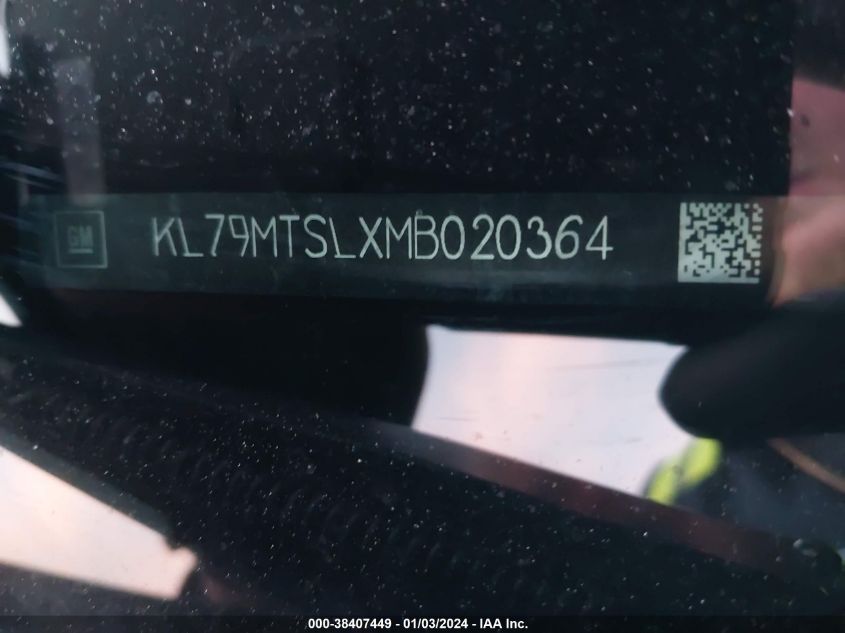 GM KL79MTSLXMB020364
000-38407449 - 01/03/2024 - IAA Inc.